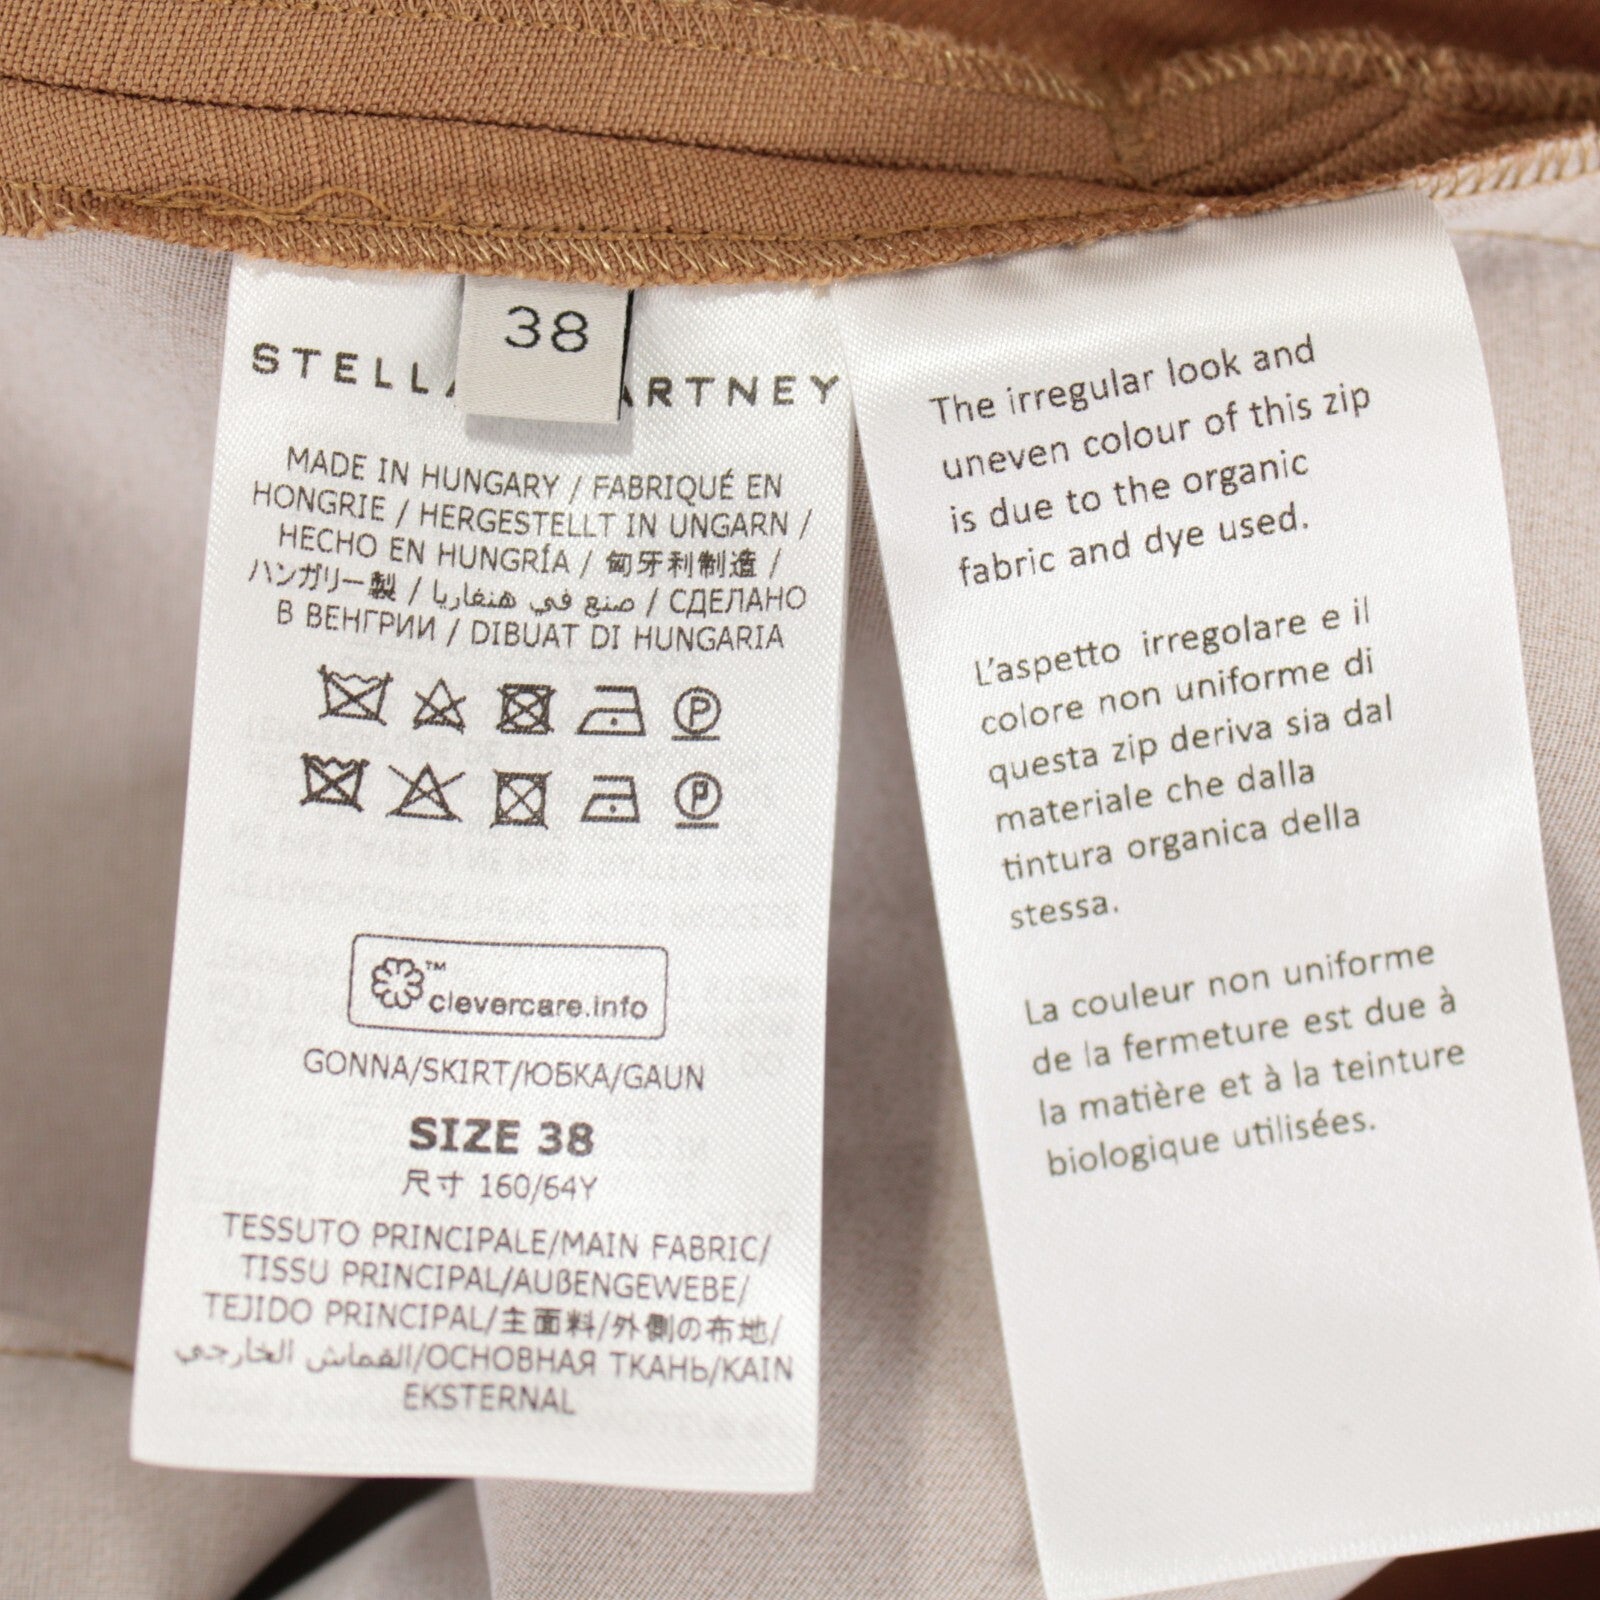 38
STELL ARTNEY
MADE IN HUNGARY / FABRIQUÉ EN
HONGRIE / HERGESTELLT IN UNGARN /
HECHO EN HUNGRÍA / 匈牙利制造 /
ハンガリー製 / صنع في هنغاريا / СДЕЛАНО
В ВЕНГРИИ / DIBUAT DI HUNGARIA
P
P
™
clevercare.info
GONNA/SKIRT/ЮБКА/GAUN
SIZE 38
尺寸 160/64Y
TESSUTO PRINCIPALE/MAIN FABRIC/
TISSU PRINCIPAL/AUßENGEWEBE/
TEJIDO PRINCIPAL/主面料/外側の布地/
القماش الخارجي/ОСНОВНАЯ ТКАНЬ/KAIN
EKSTERNAL
The irregular look and
uneven colour of this zip
is due to the organic
fabric and dye used.
L'aspetto irregolare e il
colore non uniforme di
questa zip deriva sia dal
materiale che dalla
tintura organica della
stessa.
La couleur non uniforme
de la fermeture est due à
la matière et à la teinture
biologique utilisées.